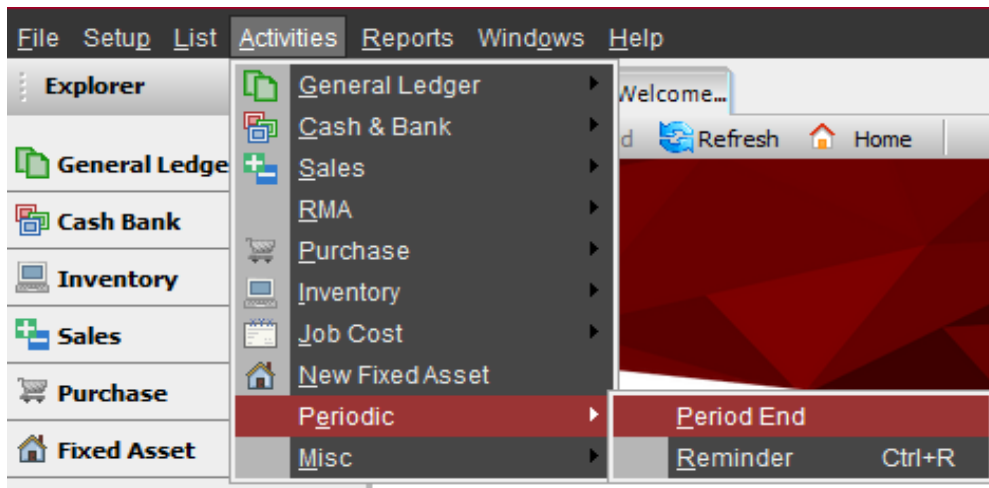 File Setup List Activities Reports Windows Help
Explorer
General Ledge
Cash Bank
Inventory
Sales
Purchase
Fixed Asset
General Ledger
Cash & Bank
Sales
RMA
Purchase
Inventory
Job Cost
New Fixed Asset
Periodic
Misc
Welcome...
d Refresh Home
Period End
Reminder Ctrl+R